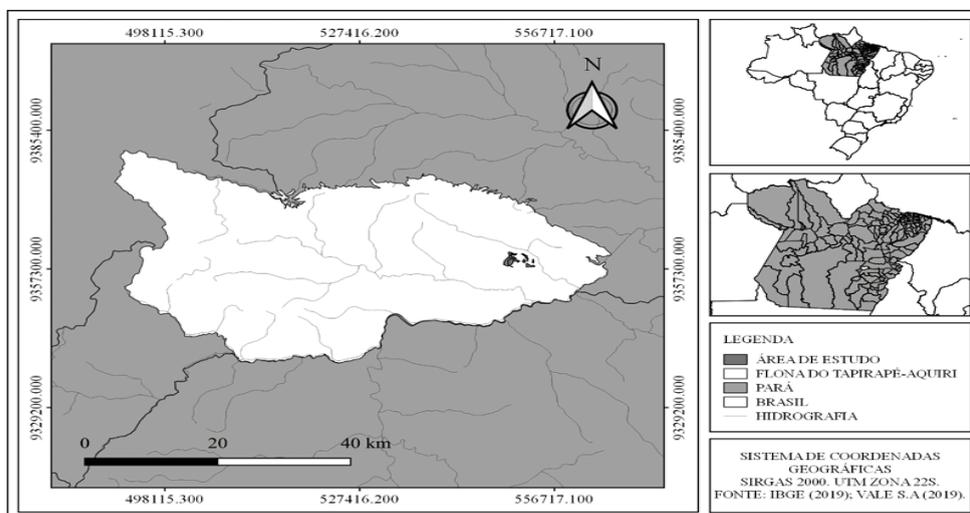 498115.300
527416.200
556717.100
9385400.000
9357300.000
9329200.000
N
0
20
40 km
9385400.000
9357300.000
9329200.000
498115.300
527416.200
556717.100
LEGENDA
ÁREA DE ESTUDO
FLONA DO TAPIRAPÉ-AQUIRI
PARÁ
BRASIL
HIDROGRAFIA
SISTEMA DE COORDENADAS
GEOGRÁFICAS
SIRGAS 2000. UTM ZONA 22S.
FONTE: IBGE (2019); VALE S.A (2019).